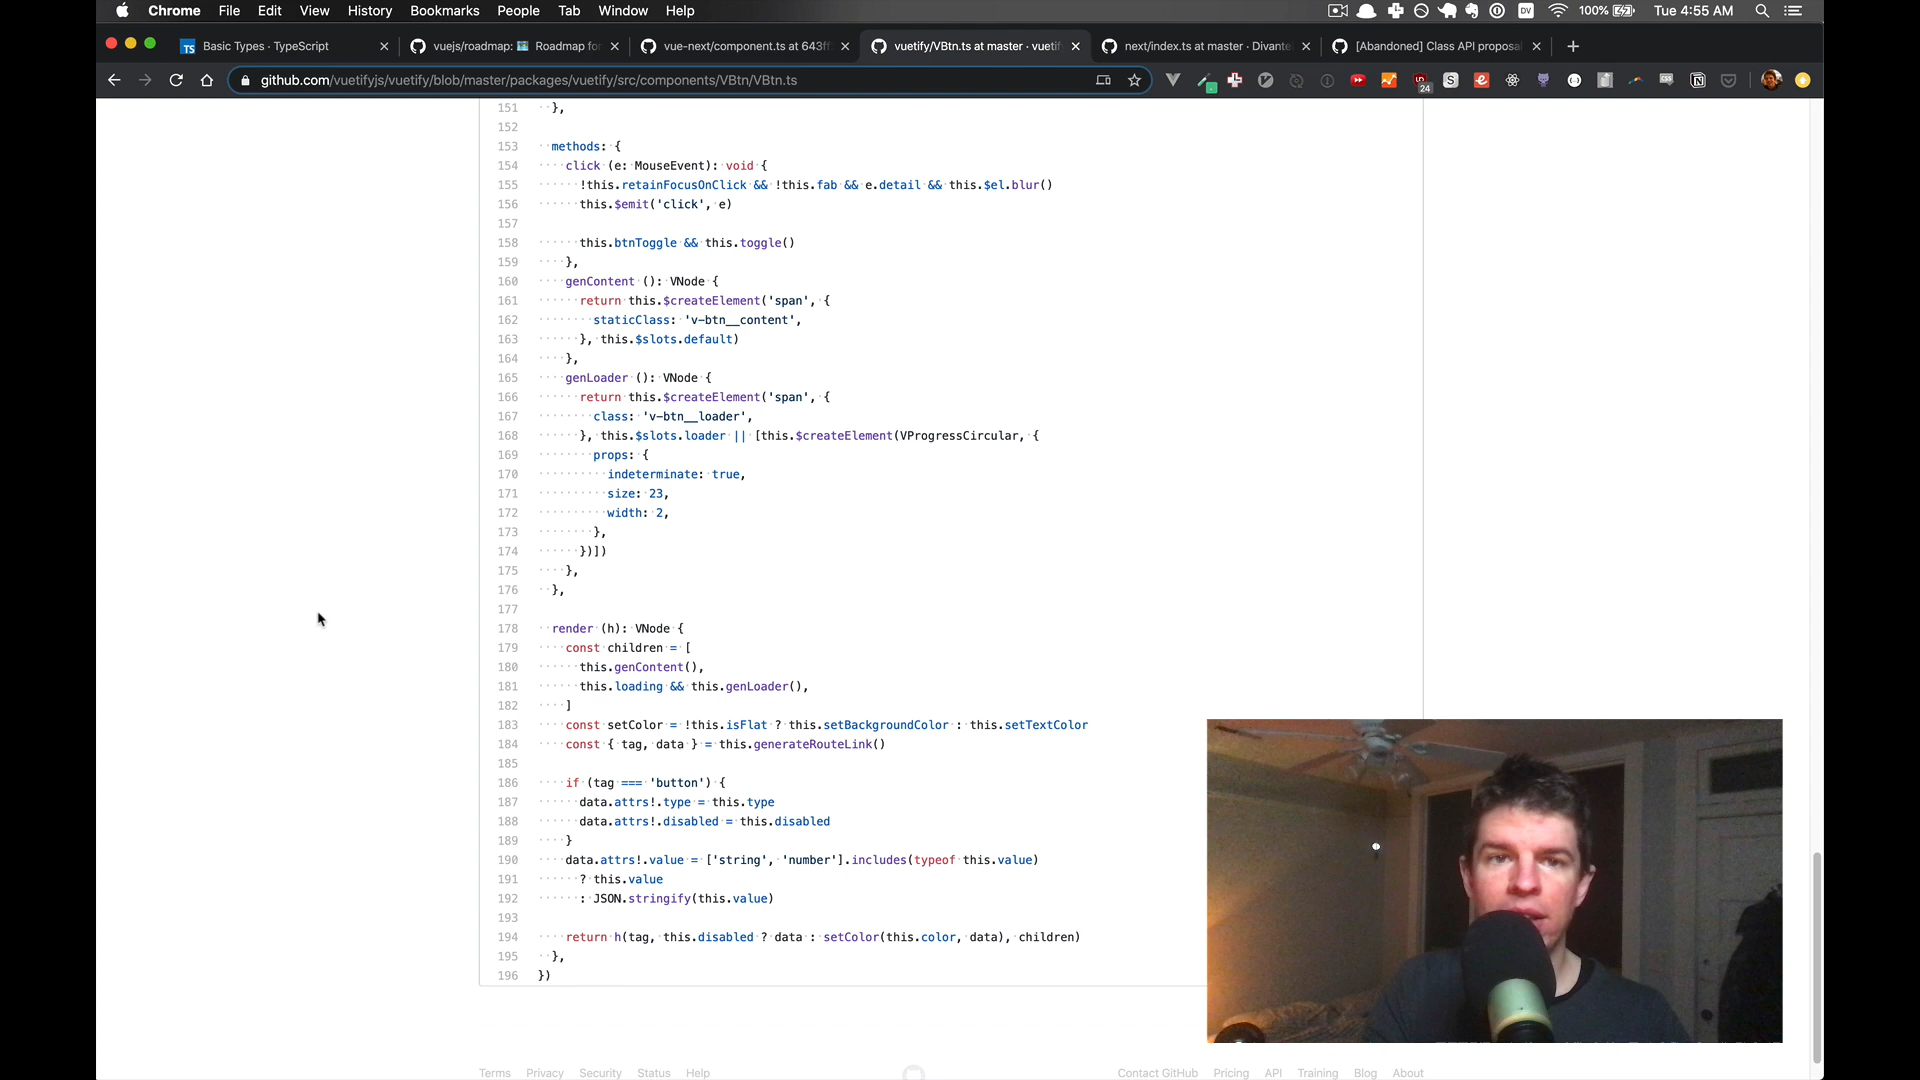 Chrome File Edit View History Bookmarks People Tab Window Help 100% Tue 4:55 AM
TS Basic Types · TypeScript
vuejs/roadmap: Roadmap for
vue-next/component.ts at 643ff
vuetify/VBtn.ts at master · vuetif
next/index.ts at master · Divante
[Abandoned] Class API proposal
github.com/vuetifyjs/vuetify/blob/master/packages/vuetify/src/components/VBtn/VBtn.ts
24
151 },
152
153 methods: {
154 click (e: MouseEvent): void {
155 !this.retainFocusOnClick && !this.fab && e.detail && this.$el.blur()
156 this.$emit('click', e)
157
158 this.btnToggle && this.toggle()
159 },
160 genContent (): VNode {
161 return this.$createElement('span', {
162 staticClass: 'v-btn__content',
163 }, this.$slots.default)
164 },
165 genLoader (): VNode {
166 return this.$createElement('span', {
167 class: 'v-btn__loader',
168 }, this.$slots.loader || [this.$createElement(VProgressCircular, {
169 props: {
170 indeterminate: true,
171 size: 23,
172 width: 2,
173 },
174 })])
175 },
176 },
177
178 render (h): VNode {
179 const children = [
180 this.genContent(),
181 this.loading && this.genLoader(),
182 ]
183 const setColor = !this.isFlat ? this.setBackgroundColor : this.setTextColor
184 const { tag, data } = this.generateRouteLink()
185
186 if (tag === 'button') {
187 data.attrs!.type = this.type
188 data.attrs!.disabled = this.disabled
189 }
190 data.attrs!.value = ['string', 'number'].includes(typeof this.value)
191 ? this.value
192 : JSON.stringify(this.value)
193
194 return h(tag, this.disabled ? data : setColor(this.color, data), children)
195 },
196 })
Terms Privacy Security Status Help Contact GitHub Pricing API Training Blog About